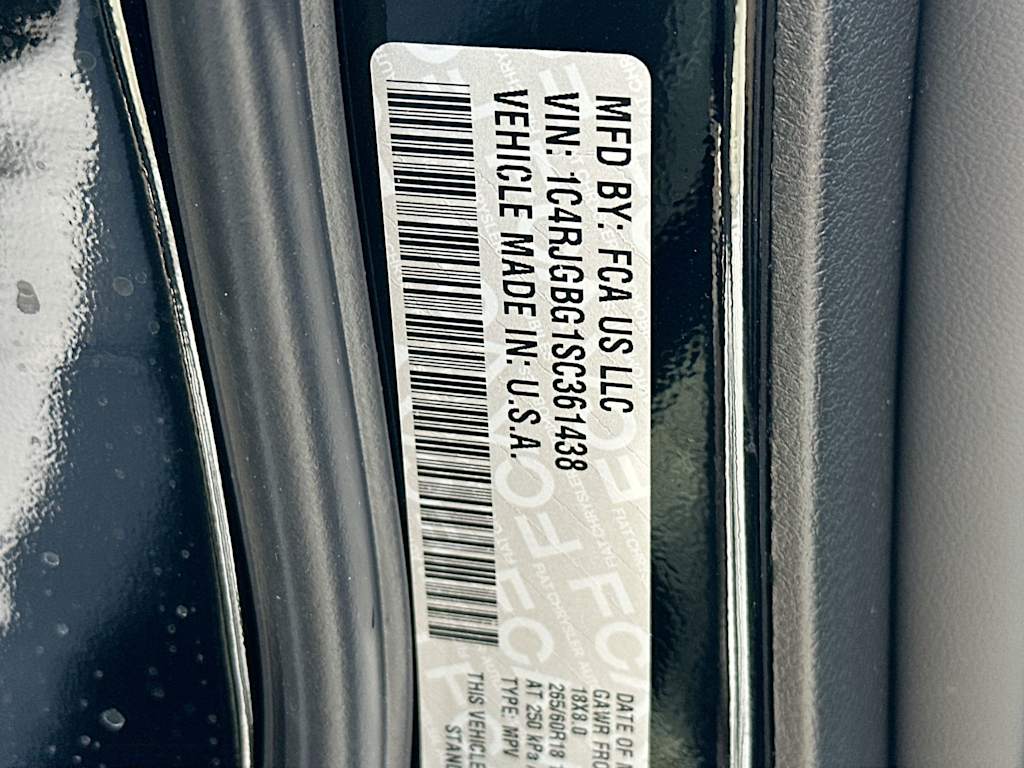 MFD BY: FCA US LLC
VIN: 1C4RJGBG1SC361438
VEHICLE MADE IN: U.S.A.
DATE OF M
GAWR FRO
18X8.0
265/60R18
AT 250 kPa
TYPE: MPV
THIS VEHICLE
STAN